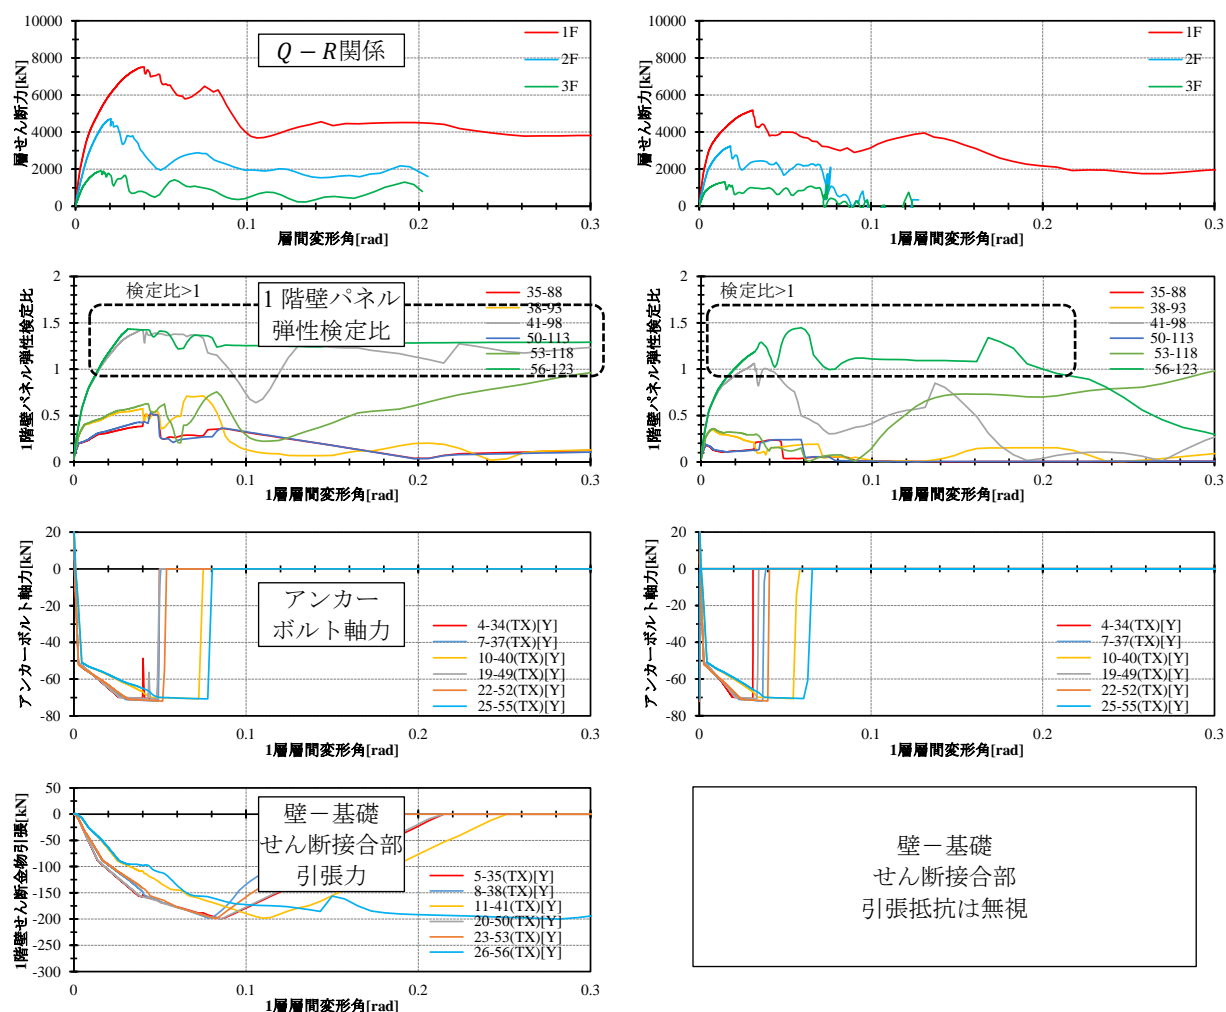 10000
8000
6000
4000
2000
0
層せん断力[kN]
Q－R関係
1F
2F
3F
0
0.1
0.2
0.3
層間変形角[rad]
10000
8000
6000
4000
2000
0
層せん断力[kN]
1F
2F
3F
0
0.1
0.2
0.3
1層層間変形角[rad]
2
1.5
1
0.5
0
1階壁パネル弾性検定比
検定比>1
1 階壁パネル
弾性検定比
35-88
38-93
41-98
50-113
53-118
56-123
0
0.1
0.2
0.3
1層層間変形角[rad]
2
1.5
1
0.5
0
1階壁パネル弾性検定比
検定比>1
35-88
38-93
41-98
50-113
53-118
56-123
0
0.1
0.2
0.3
1層層間変形角[rad]
20
0
-20
-40
-60
-80
アンカーボルト軸力[kN]
アンカー
ボルト軸力
4-34(TX)[Y]
7-37(TX)[Y]
10-40(TX)[Y]
19-49(TX)[Y]
22-52(TX)[Y]
25-55(TX)[Y]
0
0.1
0.2
0.3
1層層間変形角[rad]
20
0
-20
-40
-60
-80
アンカーボルト軸力[kN]
4-34(TX)[Y]
7-37(TX)[Y]
10-40(TX)[Y]
19-49(TX)[Y]
22-52(TX)[Y]
25-55(TX)[Y]
0
0.1
0.2
0.3
1層層間変形角[rad]
50
0
-50
-100
-150
-200
-250
-300
1階壁せん断金物引張[kN]
壁－基礎
せん断接合部
引張力
5-35(TX)[Y]
8-38(TX)[Y]
11-41(TX)[Y]
20-50(TX)[Y]
23-53(TX)[Y]
26-56(TX)[Y]
0
0.1
0.2
0.3
1層層間変形角[rad]
壁－基礎
せん断接合部
引張抵抗は無視